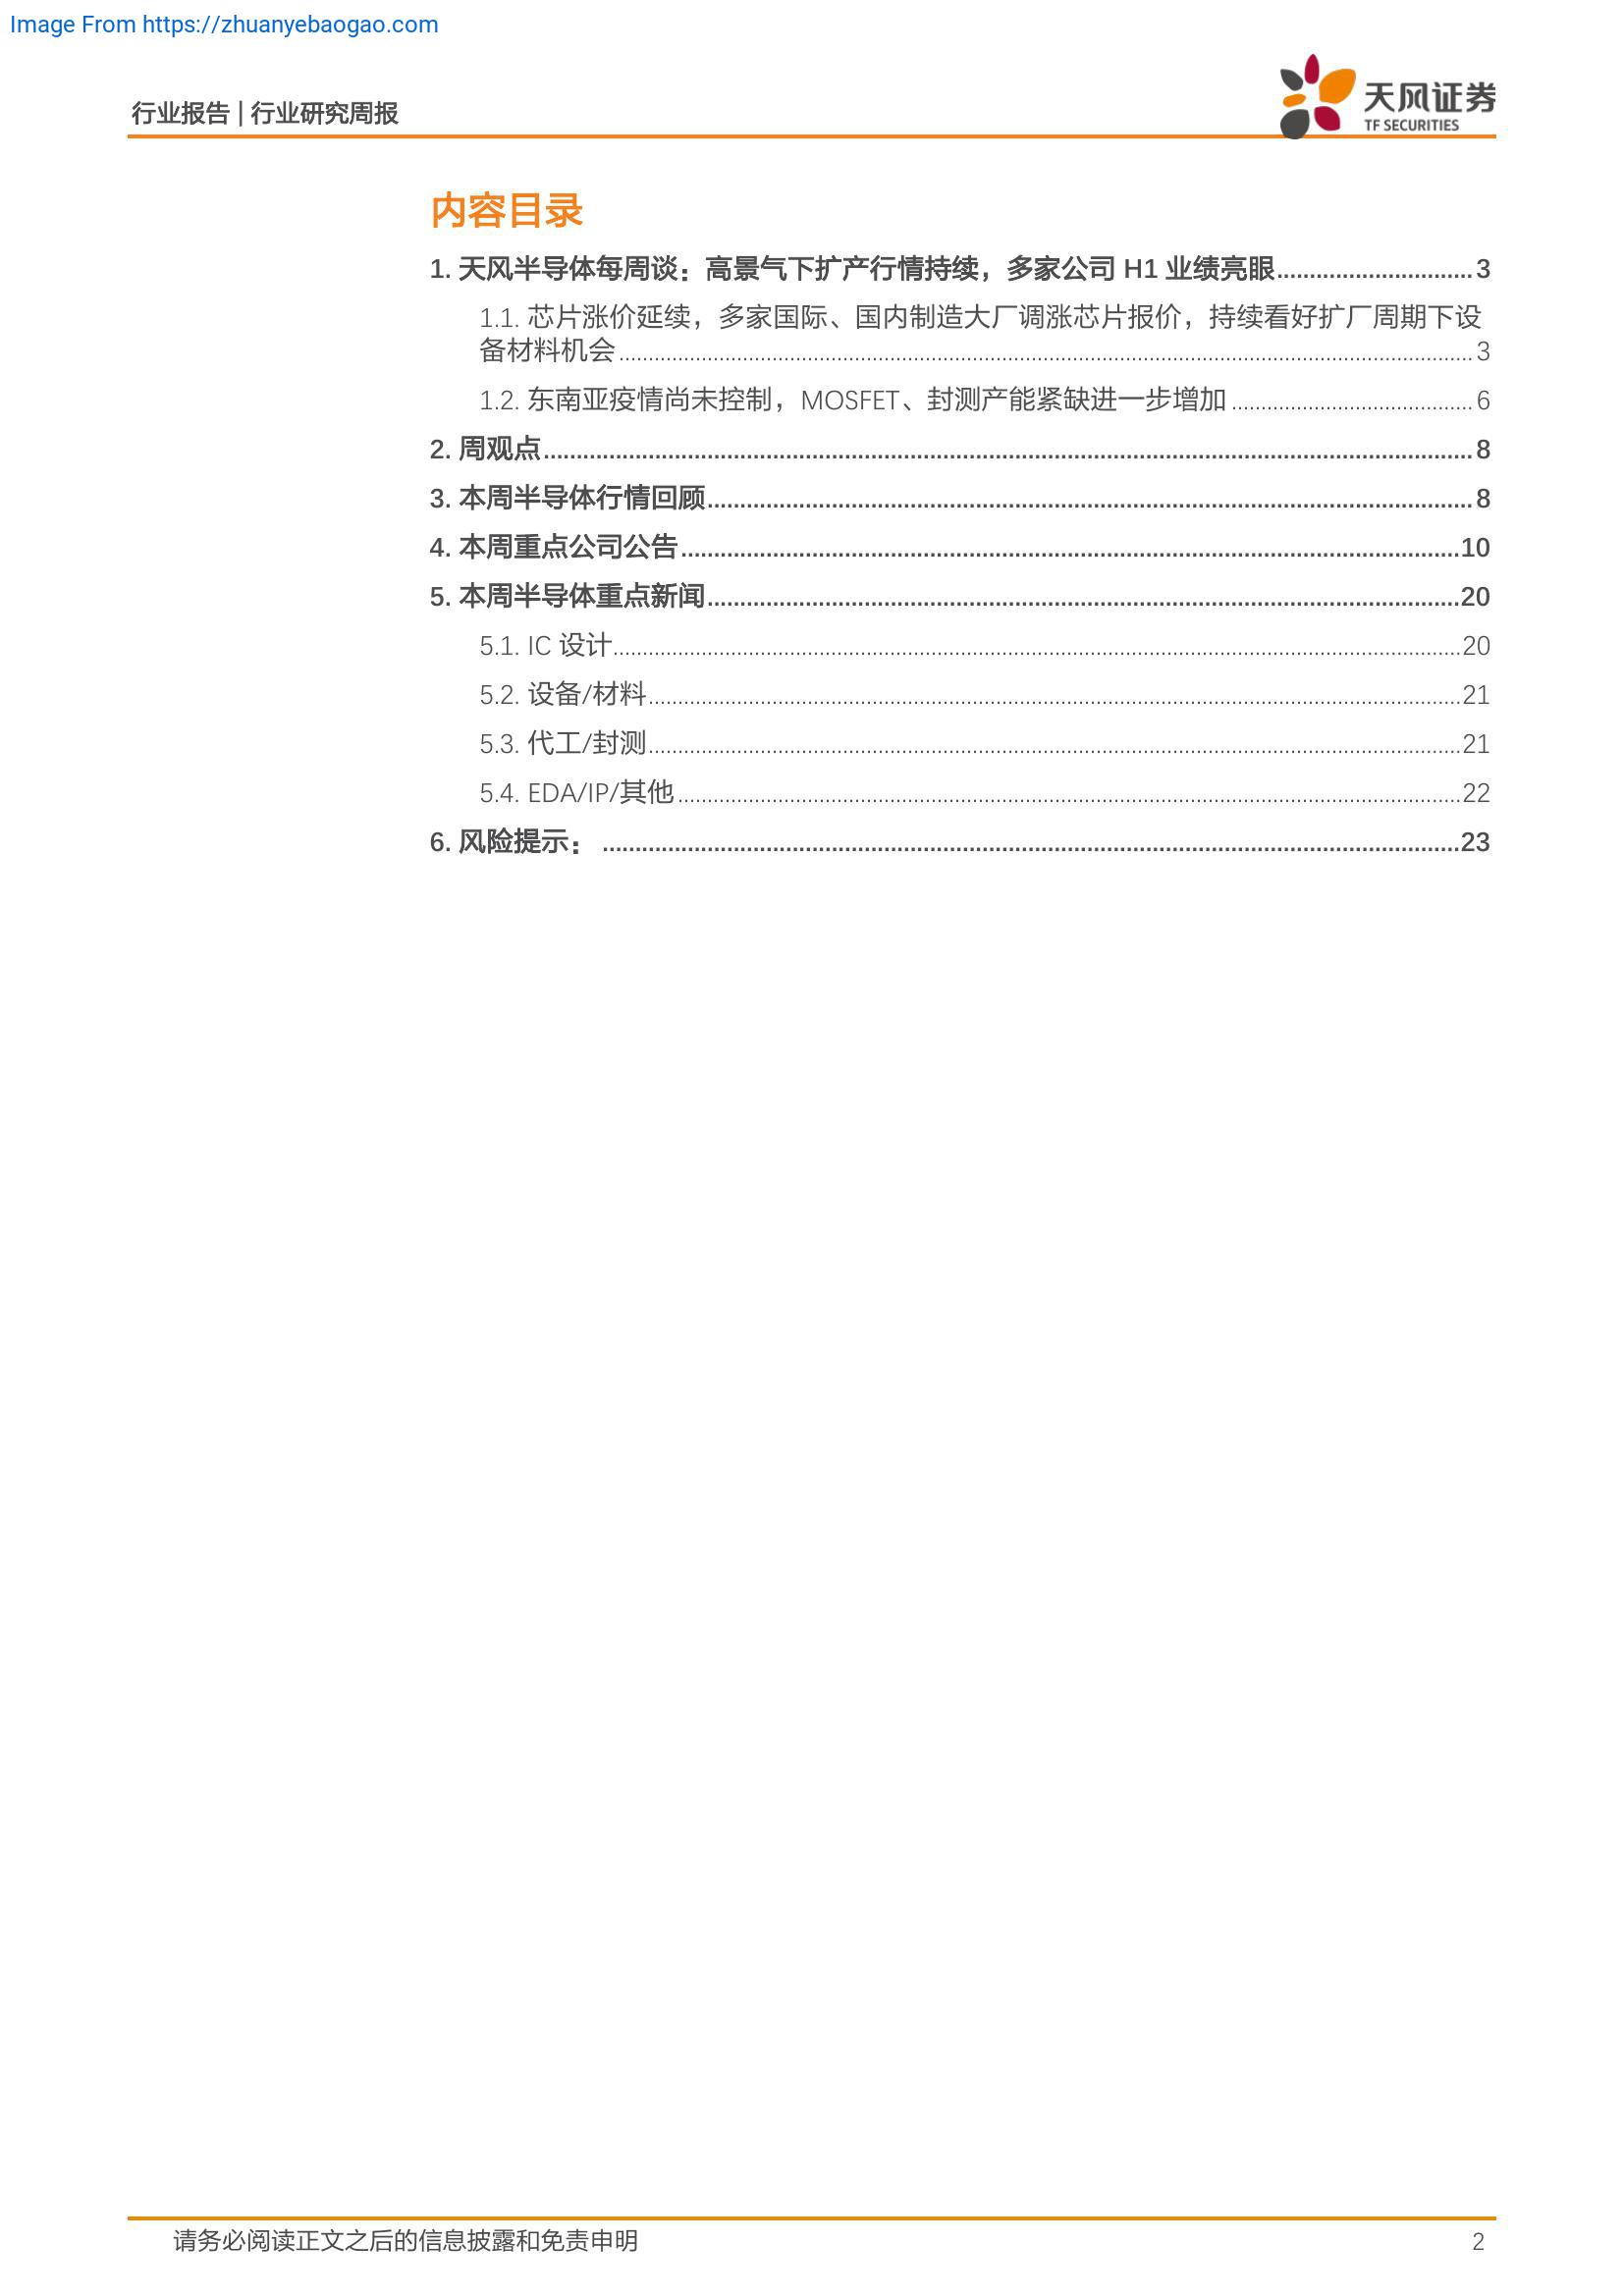 Image From https://zhuanyebaogao.com
行业报告 | 行业研究周报
天风证券
TF SECURITIES
内容目录
1. 天风半导体每周谈：高景气下扩产行情持续，多家公司 H1 业绩亮眼............................3
1.1. 芯片涨价延续，多家国际、国内制造大厂调涨芯片报价，持续看好扩厂周期下设
备材料机会............................3
1.2. 东南亚疫情尚未控制，MOSFET、封测产能紧缺进一步增加............................6
2. 周观点............................8
3. 本周半导体行情回顾............................8
4. 本周重点公司公告............................10
5. 本周半导体重点新闻............................20
5.1. IC 设计............................20
5.2. 设备/材料............................21
5.3. 代工/封测............................21
5.4. EDA/IP/其他............................22
6. 风险提示：............................23
请务必阅读正文之后的信息披露和免责申明
2